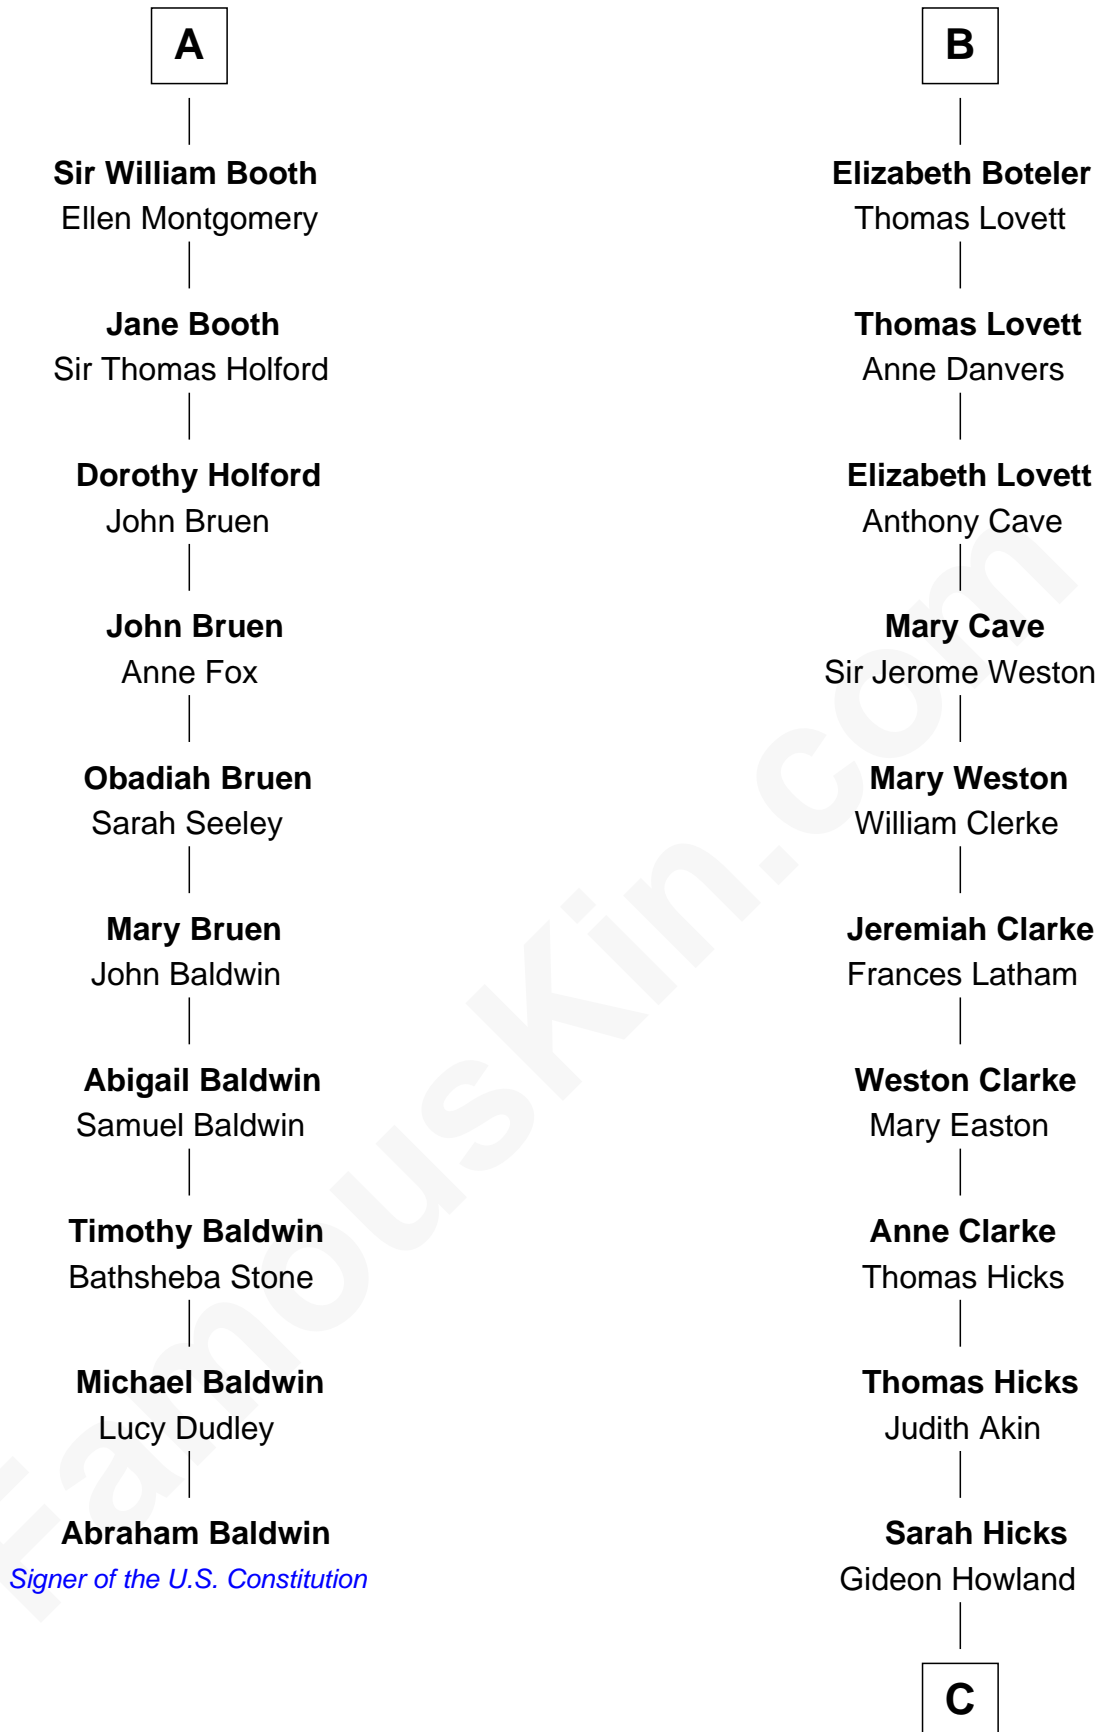 A
Sir William Booth
Ellen Montgomery
Jane Booth
Sir Thomas Holford
Dorothy Holford
John Bruen
John Bruen
Anne Fox
Obadiah Bruen
Sarah Seeley
Mary Bruen
John Baldwin
Abigail Baldwin
Samuel Baldwin
Timothy Baldwin
Bathsheba Stone
Michael Baldwin
Lucy Dudley
Abraham Baldwin
Signer of the U.S. Constitution
B
Elizabeth Boteler
Thomas Lovett
Thomas Lovett
Anne Danvers
Elizabeth Lovett
Anthony Cave
Mary Cave
Sir Jerome Weston
Mary Weston
William Clerke
Jeremiah Clarke
Frances Latham
Weston Clarke
Mary Easton
Anne Clarke
Thomas Hicks
Thomas Hicks
Judith Akin
Sarah Hicks
Gideon Howland
C
FamousKin.com